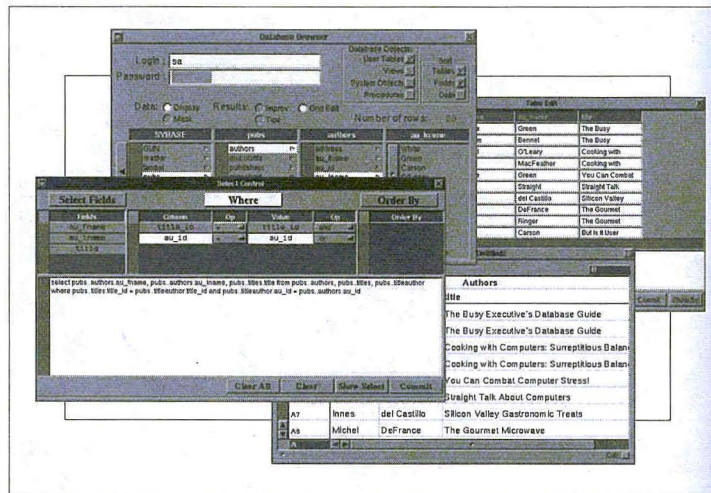 Database Browser
Login : sa
Password :
Database Objects:
User Tables
Views
System Objects
Procedures
Sort
Tables
Fields
Data
Data: Display
Mask
Results: Improv
Tips
Grid Edit
Number of rows: 20
SYBASE
pubs
authors
au_lname
GUN
master
authors
publishers
address
au_fname
au_id
White
Green
Carson
Table Edit
Green The Busy
Bennet The Busy
O'Leary Cooking with
MacFeather Cooking with
Green You Can Combat
Straight Straight Talk
del Castillo Silicon Valley
DeFrance The Gourmet
Ringer The Gourmet
Carson But Is It User
Commit
Select Control
Select Fields
Where
Order By
Fields
Column Op Value Op
Order By
au_fname
au_lname
title
title_id = title_id and
au_id = au_id
select pubs..authors.au_fname, pubs..authors.au_lname, pubs..titles.title from pubs..authors, pubs..titles, pubs..titleauthor
where pubs..titles.title_id = pubs..titleauthor.title_id and pubs..titleauthor.au_id = pubs..authors.au_id
Clear All
Clear
Show Select
Commit
Authors
title
The Busy Executive's Database Guide
The Busy Executive's Database Guide
Cooking with Computers: Surreptitious Balan
Cooking with Computers: Surreptitious Balan
You Can Combat Computer Stress!
Straight Talk About Computers
A7 Innes del Castillo Silicon Valley Gastronomic Treats
A8 Michel DeFrance The Gourmet Microwave
A